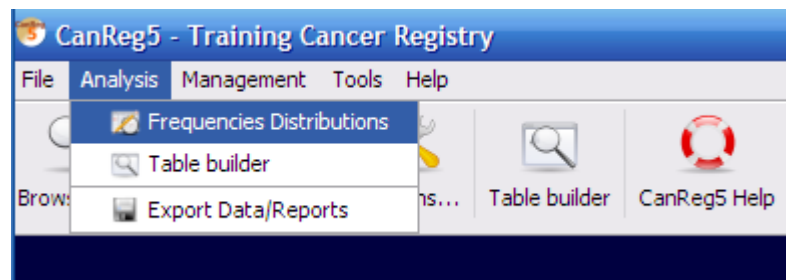 CanReg5 - Training Cancer Registry
File Analysis Management Tools Help
Frequencies Distributions
Table builder
Export Data/Reports
Table builder CanReg5 Help